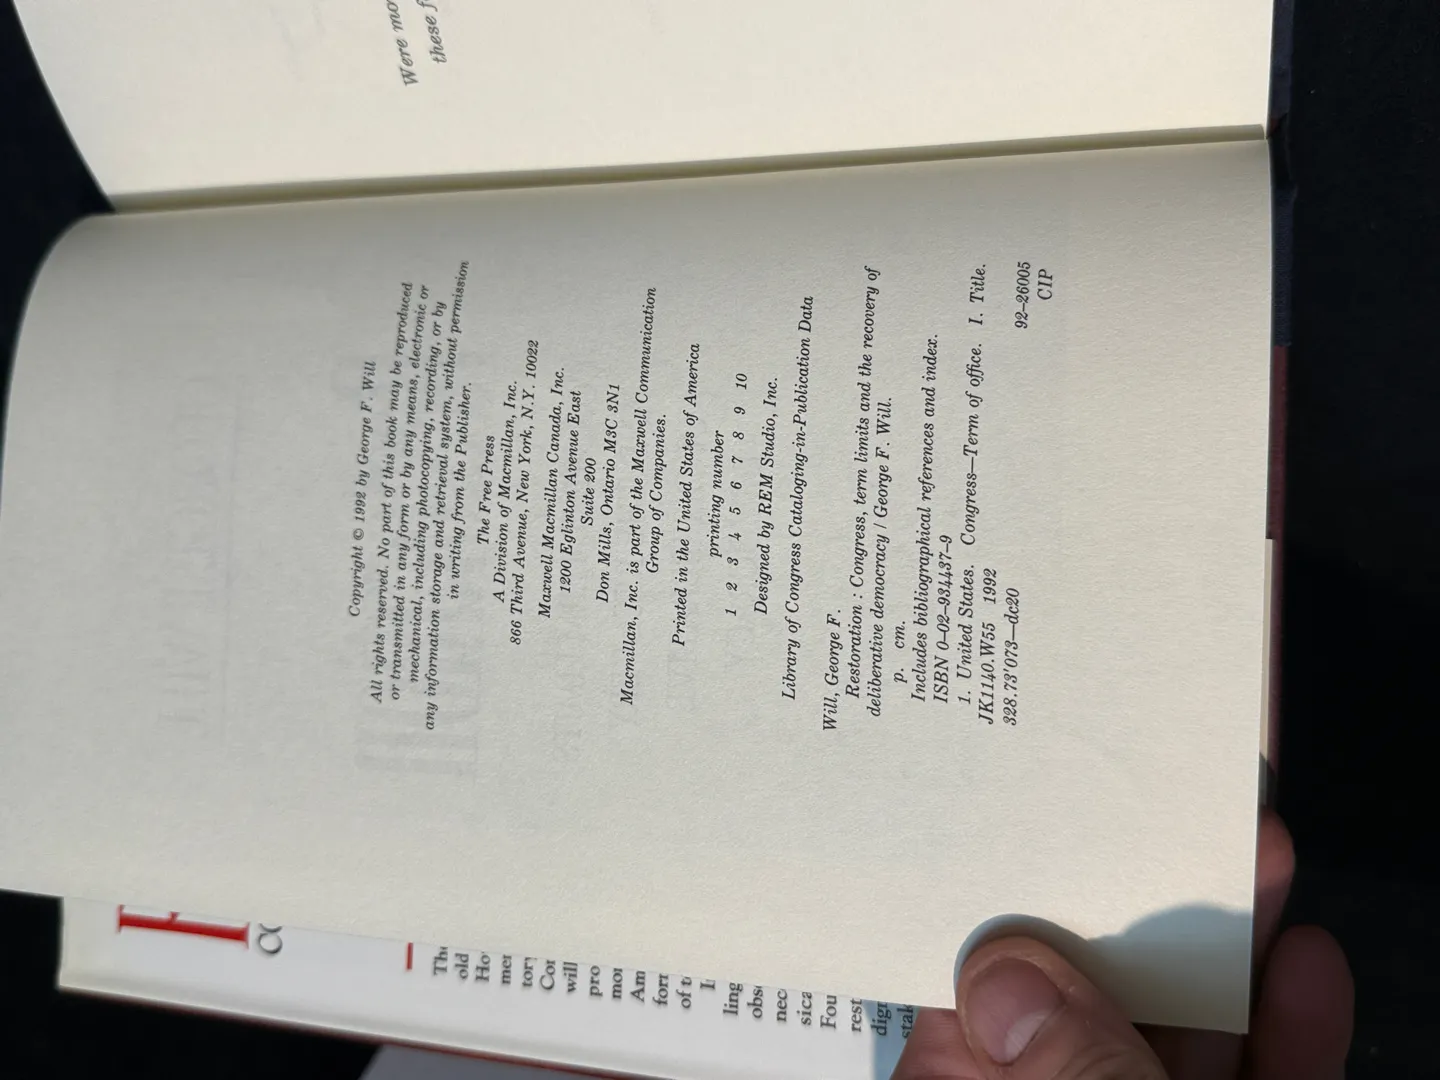 Were
these
Copyright © 1992 by George F. Will
All rights reserved. No part of this book may be reproduced
or transmitted in any form or by any means, electronic or
mechanical, including photocopying, recording, or by
any information storage and retrieval system, without permission
in writing from the Publisher.
The Free Press
A Division of Macmillan, Inc.
866 Third Avenue, New York, N.Y. 10022
Maxwell Macmillan Canada, Inc.
1200 Eglinton Avenue East
Suite 200
Don Mills, Ontario M3C 3N1
Macmillan, Inc. is part of the Maxwell Communication
Group of Companies.
Printed in the United States of America
printing number
1 2 3 4 5 6 7 8 9 10
Designed by REM Studio, Inc.
Library of Congress Cataloging-in-Publication Data
Will, George F.
Restoration : Congress, term limits and the recovery of
deliberative democracy / George F. Will.
p. cm.
Includes bibliographical references and index.
ISBN 0-02-934437-9
1. United States. Congress—Term of office. I. Title.
JK1140.W55 1992
328.73'073—dc20
92-26005
CIP
old
will
of
ling